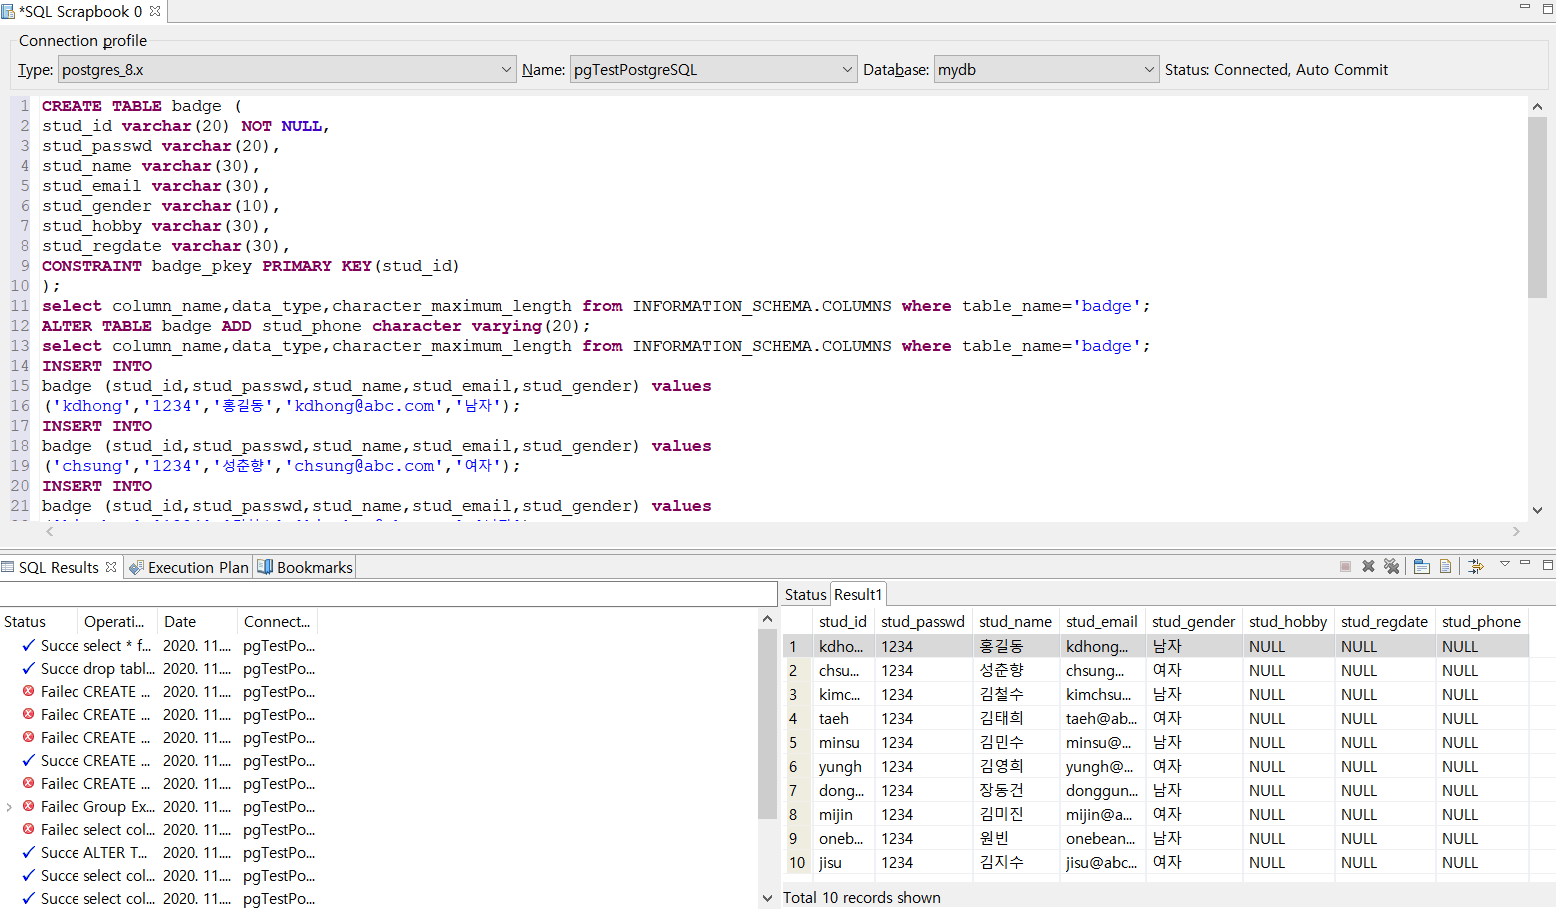 *SQL Scrapbook 0
Connection profile
Type: postgres_8.x Name: pgTestPostgreSQL Database: mydb Status: Connected, Auto Commit
1 CREATE TABLE badge (
2 stud_id varchar(20) NOT NULL,
3 stud_passwd varchar(20),
4 stud_name varchar(30),
5 stud_email varchar(30),
6 stud_gender varchar(10),
7 stud_hobby varchar(30),
8 stud_regdate varchar(30),
9 CONSTRAINT badge_pkey PRIMARY KEY(stud_id)
10 );
11 select column_name,data_type,character_maximum_length from INFORMATION_SCHEMA.COLUMNS where table_name='badge';
12 ALTER TABLE badge ADD stud_phone character varying(20);
13 select column_name,data_type,character_maximum_length from INFORMATION_SCHEMA.COLUMNS where table_name='badge';
14 INSERT INTO
15 badge (stud_id,stud_passwd,stud_name,stud_email,stud_gender) values
16 ('kdhong','1234','홍길동','kdhong@abc.com','남자');
17 INSERT INTO
18 badge (stud_id,stud_passwd,stud_name,stud_email,stud_gender) values
19 ('chsung','1234','성춘향','chsung@abc.com','여자');
20 INSERT INTO
21 badge (stud_id,stud_passwd,stud_name,stud_email,stud_gender) values
SQL Results Execution Plan Bookmarks
Status Operati... Date Connect...
Succe select * f... 2020. 11.... pgTestPo...
Succe drop tabl... 2020. 11.... pgTestPo...
Failec CREATE ... 2020. 11.... pgTestPo...
Failec CREATE ... 2020. 11.... pgTestPo...
Failec CREATE ... 2020. 11.... pgTestPo...
Succe CREATE ... 2020. 11.... pgTestPo...
Failec CREATE ... 2020. 11.... pgTestPo...
Failec Group Ex... 2020. 11.... pgTestPo...
Failec select col... 2020. 11.... pgTestPo...
Succe ALTER T... 2020. 11.... pgTestPo...
Succe select col... 2020. 11.... pgTestPo...
Succe select col... 2020. 11.... pgTestPo...
Status Result1
stud_id stud_passwd stud_name stud_email stud_gender stud_hobby stud_regdate stud_phone
1 kdho... 1234 홍길동 kdhong... 남자 NULL NULL NULL
2 chsu... 1234 성춘향 chsung... 여자 NULL NULL NULL
3 kimc... 1234 김철수 kimchsu... 남자 NULL NULL NULL
4 taeh 1234 김태희 taeh@ab... 여자 NULL NULL NULL
5 minsu 1234 김민수 minsu@... 남자 NULL NULL NULL
6 yungh 1234 김영희 yungh@... 여자 NULL NULL NULL
7 dong... 1234 장동건 donggun... 남자 NULL NULL NULL
8 mijin 1234 김미진 mijin@a... 여자 NULL NULL NULL
9 oneb... 1234 원빈 onebean... 남자 NULL NULL NULL
10 jisu 1234 김지수 jisu@abc... 여자 NULL NULL NULL
Total 10 records shown